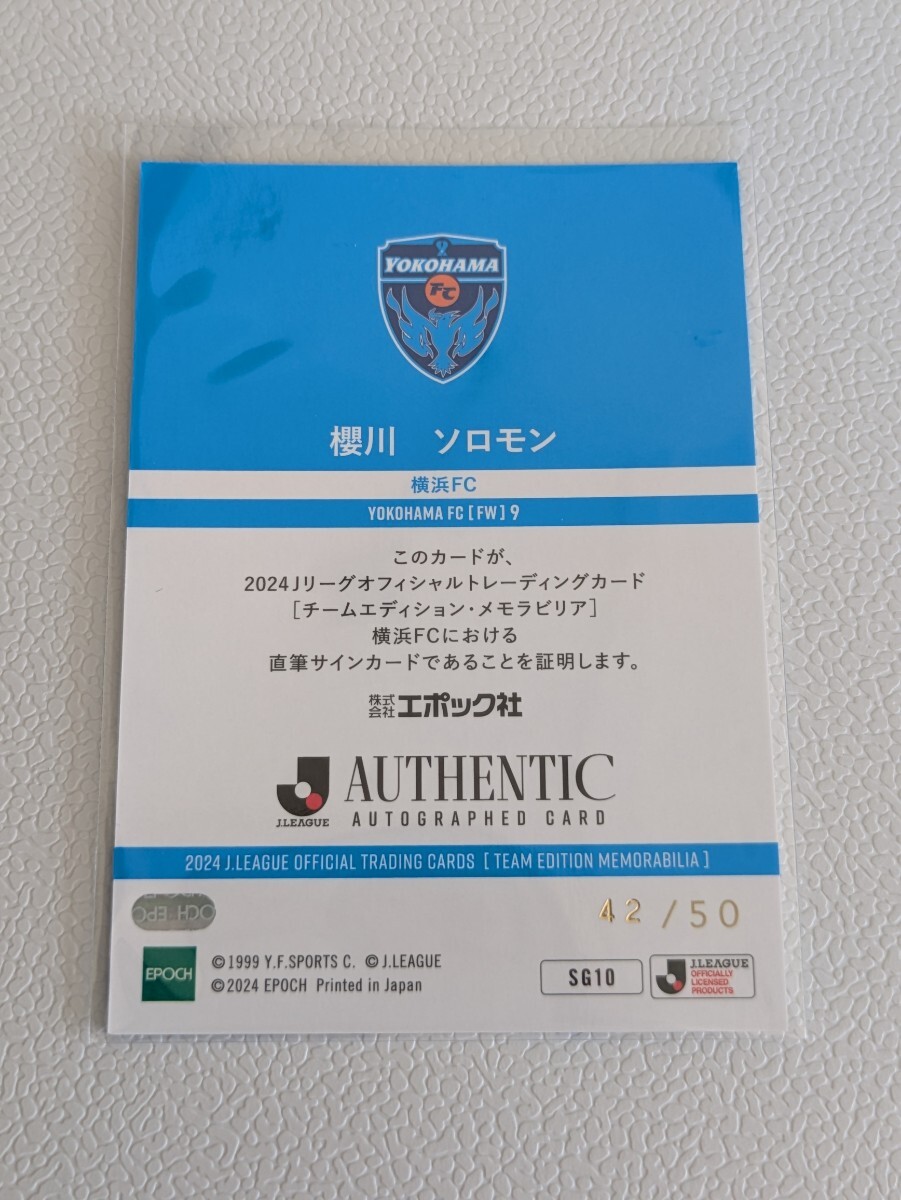 YOKOHAMA
FC
櫻川 ソロモン
横浜FC
YOKOHAMA FC [FW] 9
このカードが、
2024Jリーグオフィシャルトレーディングカード
[チームエディション・メモラビリア]
横浜FCにおける
直筆サインカードであることを証明します。
株式会社エポック社
J.LEAGUE
AUTHENTIC
AUTOGRAPHED CARD
2024 J.LEAGUE OFFICIAL TRADING CARDS [TEAM EDITION MEMORABILIA]
42/50
EPOCH
©1999 Y.F.SPORTS C. ©J.LEAGUE
©2024 EPOCH Printed in Japan
SG10
J.LEAGUE
OFFICIALLY
LICENSED
PRODUCTS